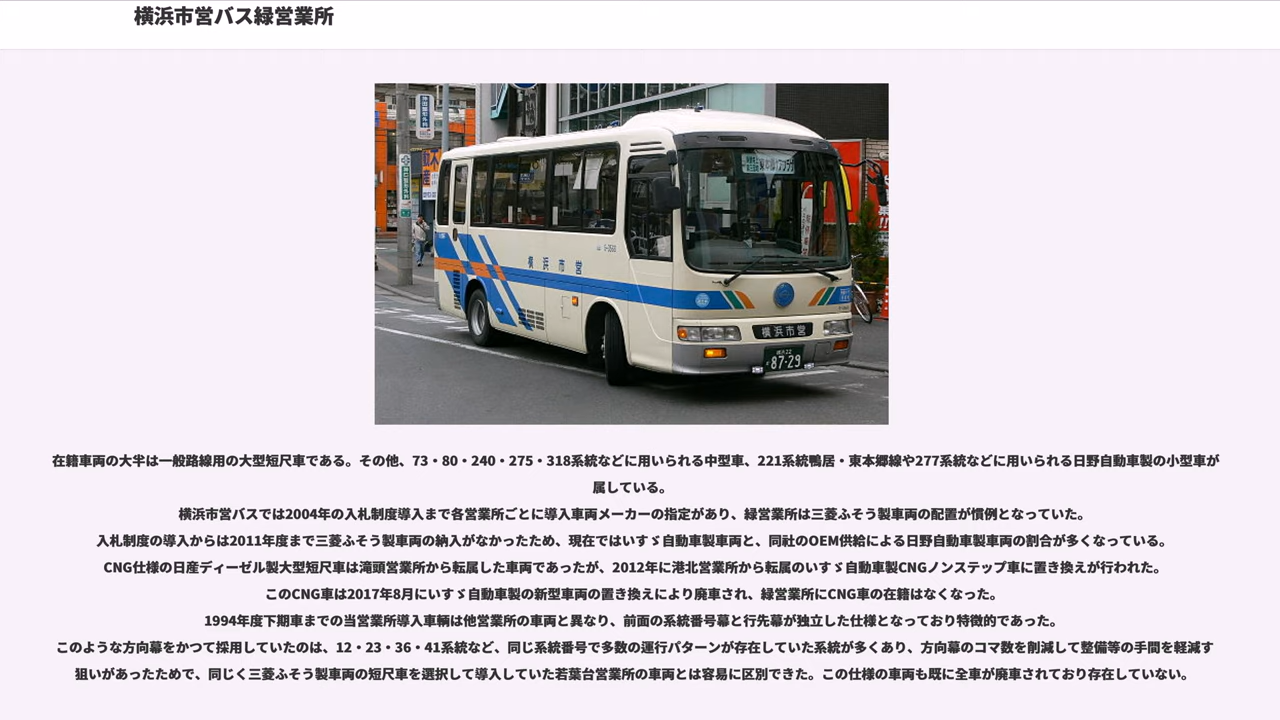 横浜市営バス緑営業所
横浜市営
横浜市営
87-29
在籍車両の大半は一般路線用の大型短尺車である。その他、73・80・240・275・318系統などに用いられる中型車、221系統鴨居・東本郷線や277系統などに用いられる日野自動車製の小型車が
属している。
横浜市営バスでは2004年の入札制度導入まで各営業所ごとに導入車両メーカーの指定があり、緑営業所は三菱ふそう製車両の配置が慣例となっていた。
入札制度の導入からは2011年度まで三菱ふそう製車両の納入がなかったため、現在ではいすゞ自動車製車両と、同社のOEM供給による日野自動車製車両の割合が多くなっている。
CNG仕様の日産ディーゼル製大型短尺車は滝頭営業所から転属した車両であったが、2012年に港北営業所から転属のいすゞ自動車製CNGノンステップ車に置き換えが行われた。
このCNG車は2017年8月にいすゞ自動車製の新型車両の置き換えにより廃車され、緑営業所にCNG車の在籍はなくなった。
1994年度下期車までの当営業所導入車輌は他営業所の車両と異なり、前面の系統番号幕と行先幕が独立した仕様となっており特徴的であった。
このような方向幕をかつて採用していたのは、12・23・36・41系統など、同じ系統番号で多数の運行パターンが存在していた系統が多くあり、方向幕のコマ数を削減して整備等の手間を軽減す
狙いがあったためで、同じく三菱ふそう製車両の短尺車を選択して導入していた若葉台営業所の車両とは容易に区別できた。この仕様の車両も既に全車が廃車されており存在していない。